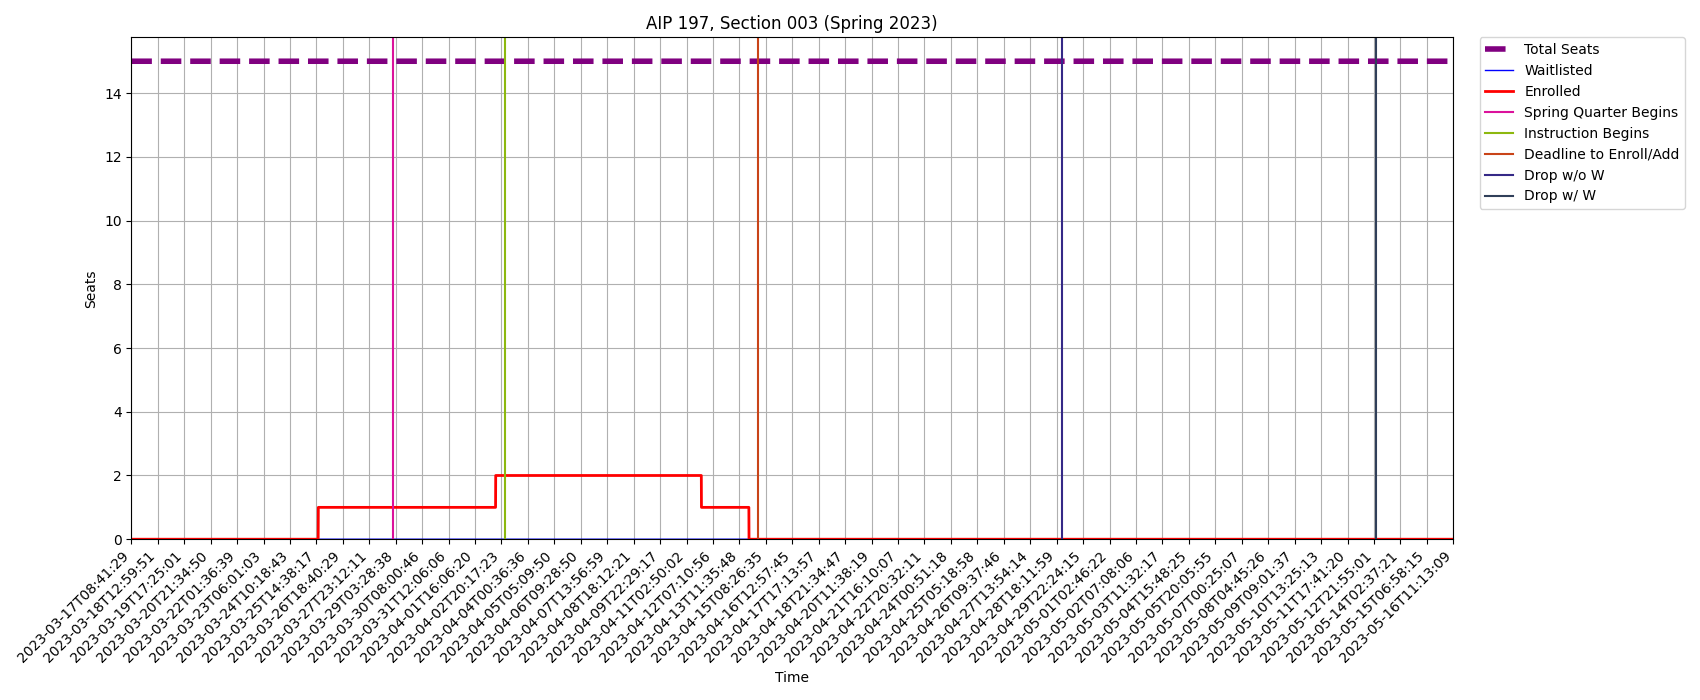 AIP 197, Section 003 (Spring 2023)
Total Seats
Waitlisted
Enrolled
Spring Quarter Begins
Instruction Begins
Deadline to Enroll/Add
Drop w/o W
Drop w/ W
Seats
14
12
10
8
6
4
2
0
2023-03-17T08:41:29
2023-03-18T12:59:51
2023-03-19T17:25:01
2023-03-20T21:34:50
2023-03-22T01:36:39
2023-03-23T06:01:03
2023-03-24T10:18:43
2023-03-25T14:38:17
2023-03-26T18:40:29
2023-03-27T23:12:11
2023-03-29T03:28:38
2023-03-30T08:00:46
2023-03-31T12:06:06
2023-04-01T16:06:20
2023-04-02T20:17:23
2023-04-04T00:36:36
2023-04-05T05:09:50
2023-04-06T09:28:50
2023-04-07T13:56:59
2023-04-08T18:12:21
2023-04-09T22:29:17
2023-04-11T02:50:02
2023-04-12T07:10:56
2023-04-13T11:35:48
2023-04-15T08:26:35
2023-04-16T12:57:45
2023-04-17T17:13:57
2023-04-18T21:34:47
2023-04-20T11:38:19
2023-04-21T16:10:07
2023-04-22T20:32:11
2023-04-24T00:51:18
2023-04-25T05:18:58
2023-04-26T09:37:46
2023-04-27T13:54:14
2023-04-28T18:11:59
2023-04-29T22:24:15
2023-05-01T02:46:22
2023-05-02T07:08:06
2023-05-03T11:32:17
2023-05-04T15:48:25
2023-05-05T20:05:55
2023-05-07T00:25:07
2023-05-08T04:45:26
2023-05-09T09:01:37
2023-05-10T13:25:13
2023-05-11T17:41:20
2023-05-12T21:55:01
2023-05-14T02:37:21
2023-05-15T06:58:15
2023-05-16T11:13:09
Time